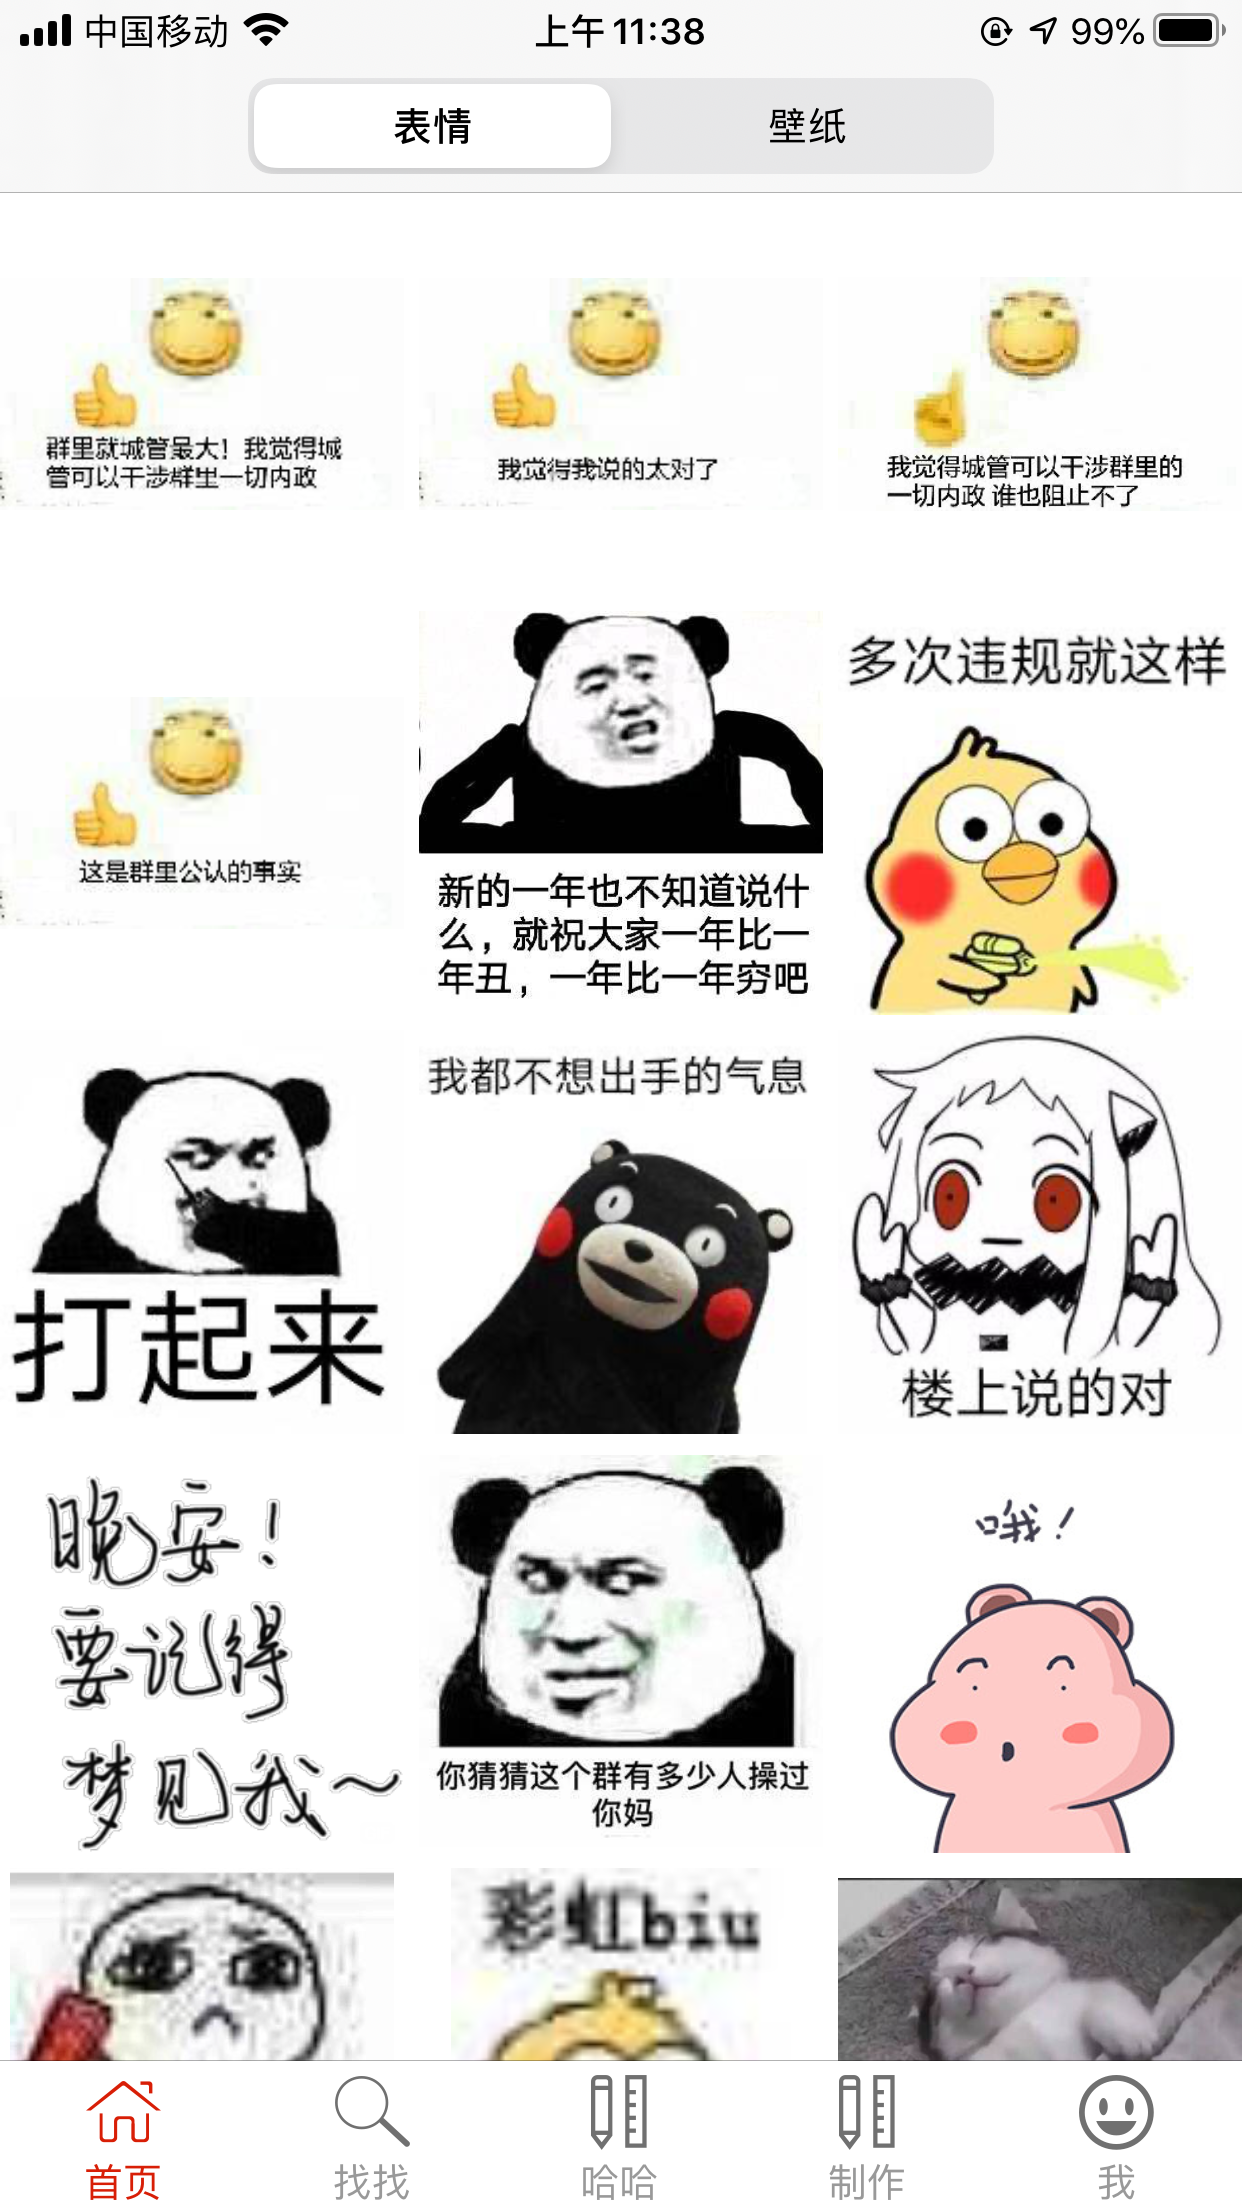 中国移动
上午11:38
99%
表情
壁纸
群里就城管最大！我觉得城
管可以干涉群里一切内政
我觉得我说的太对了
我觉得城管可以干涉群里的
一切内政 谁也阻止不了
这是群里公认的事实
新的一年也不知道说什
么，就祝大家一年比一
年丑，一年比一年穷吧
多次违规就这样
打起来
我都不想出手的气息
楼上说的对
晚安！
要记得
梦见我～
你猜猜这个群有多少人操过
你妈
哦！
彩虹biu
首页
找找
哈哈
制作
我